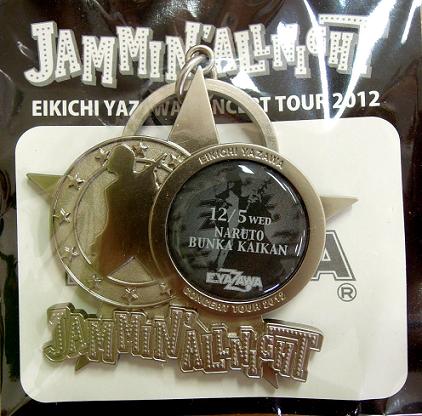 JAMMIN' ALL NIGHT
EIKICHI YAZAWA CONCERT TOUR 2012
EIKICHI YAZAWA
12/5 WED
NARUTO
BUNKA KAIKAN
E.YAZAWA
CONCERT TOUR 2012
®
JAMMIN' ALL NIGHT